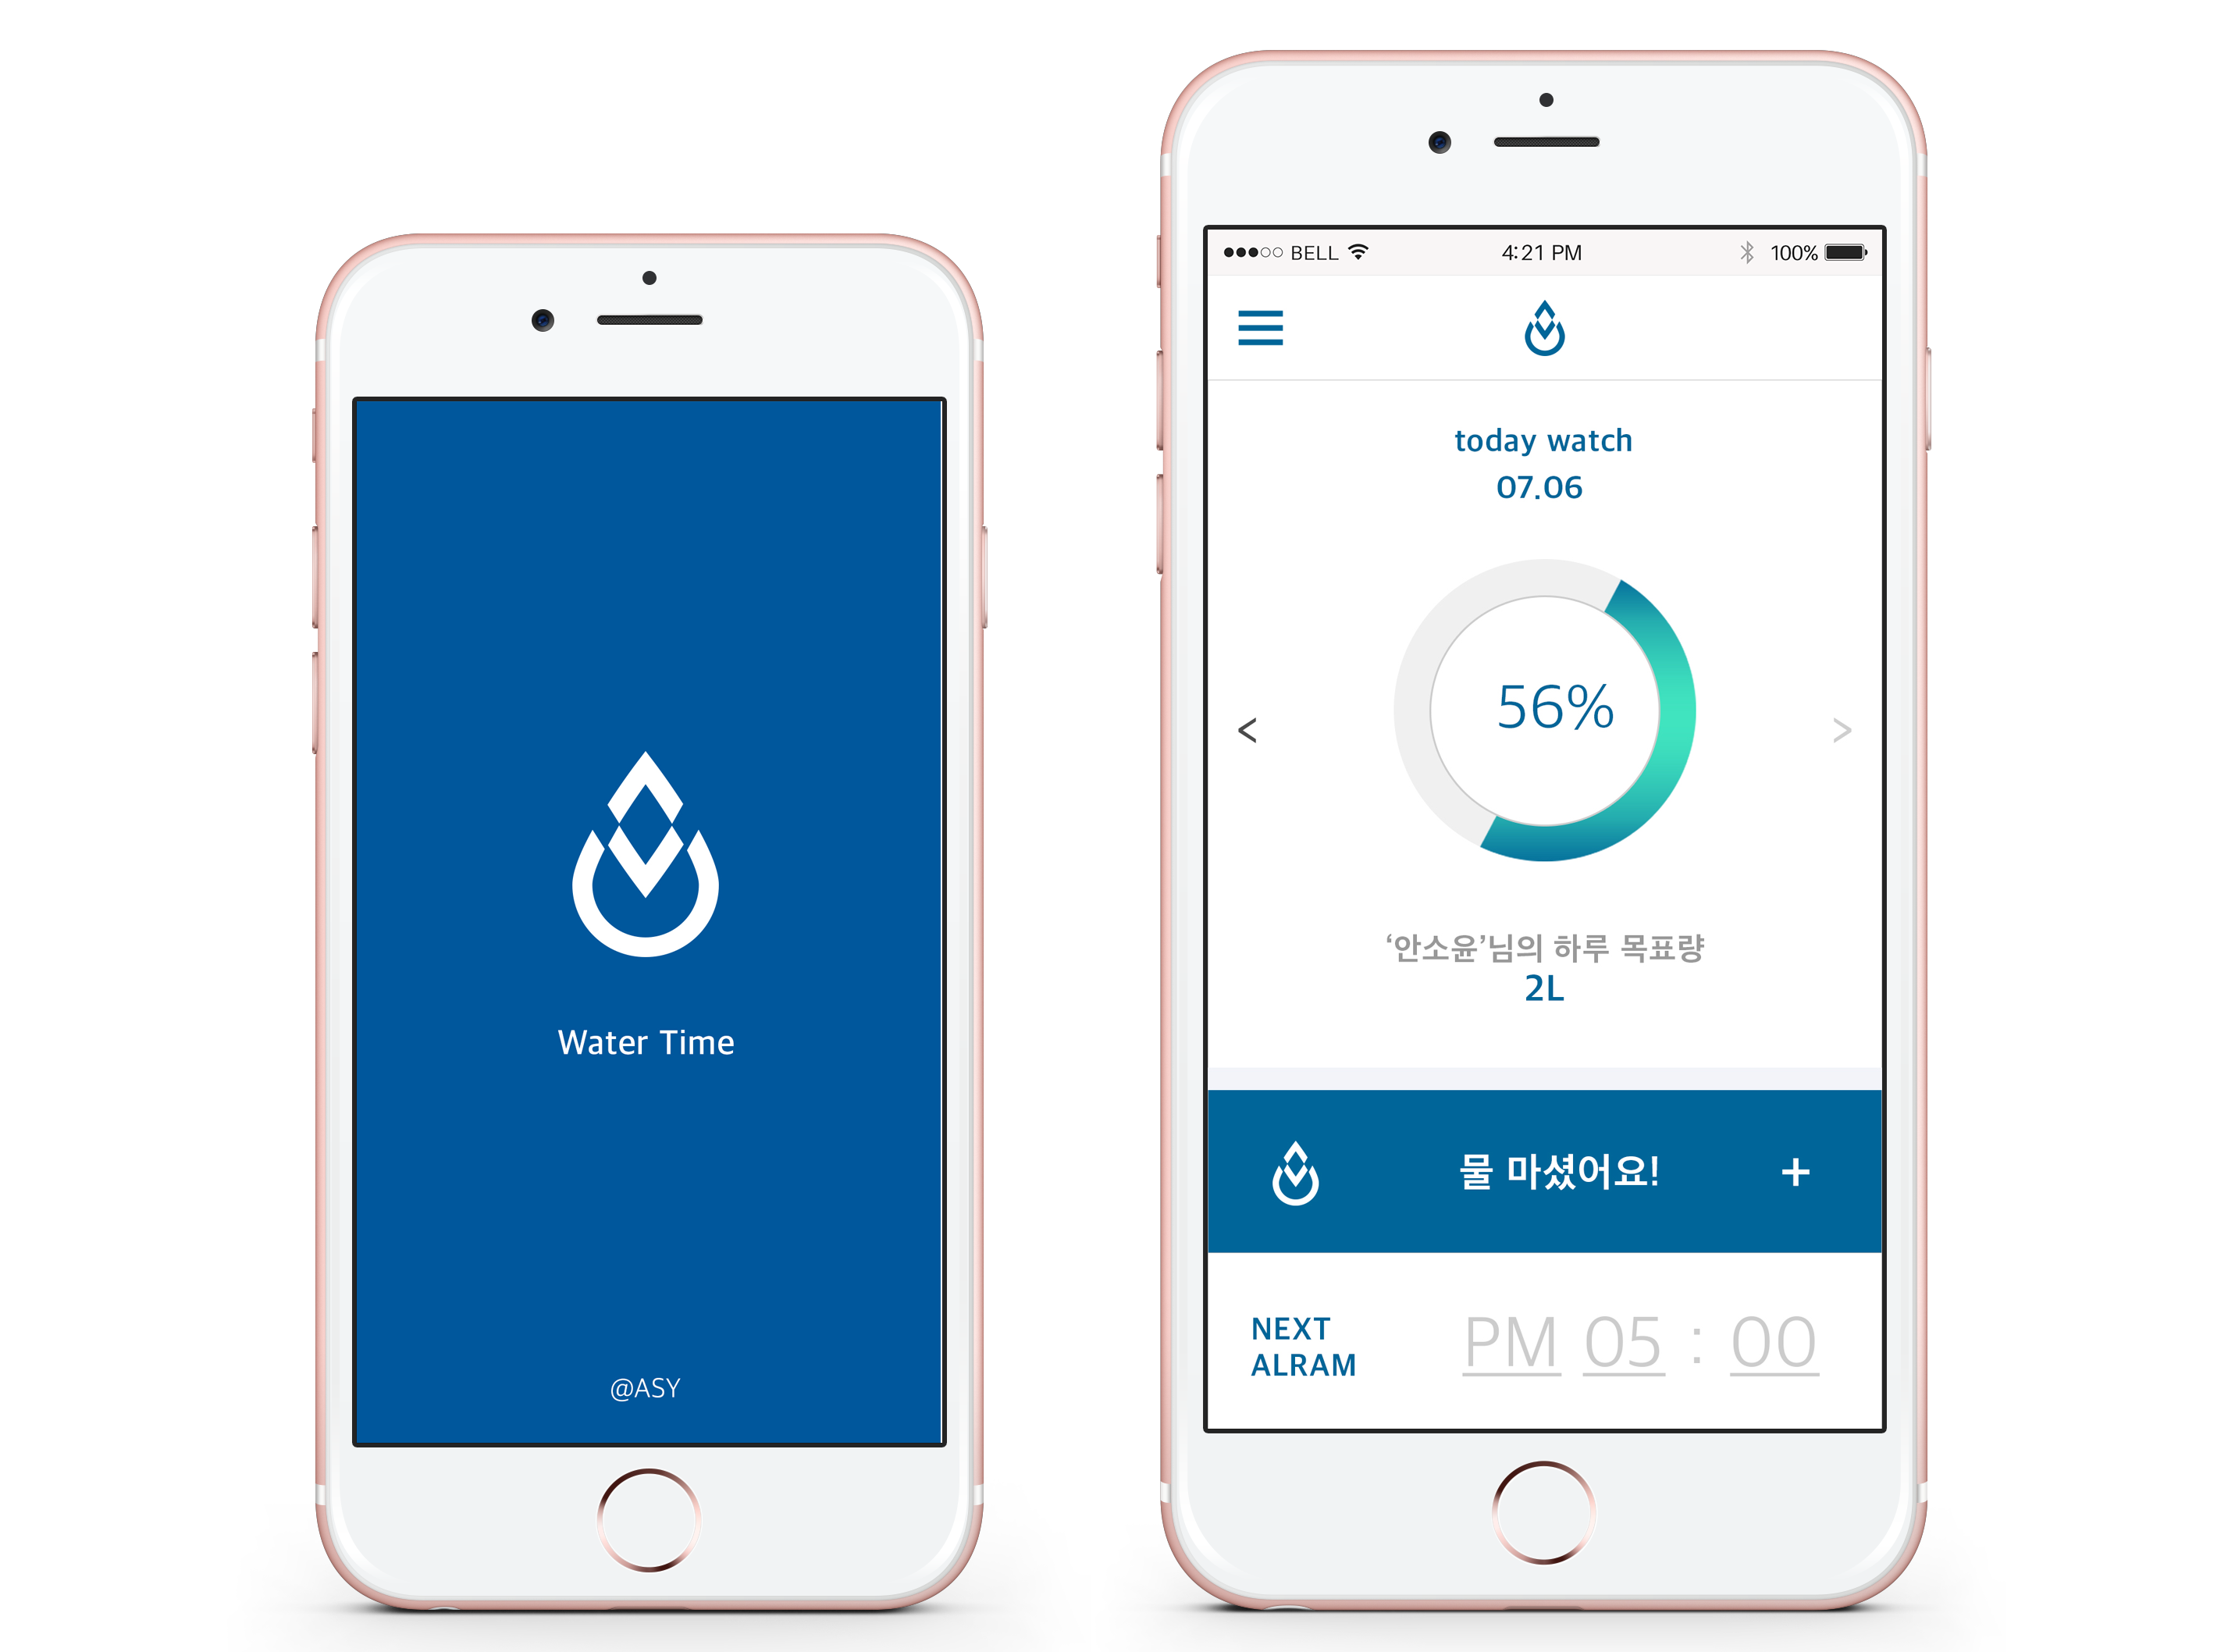 Water Time
@ASY
BELL 4:21 PM 100%
today watch
07.06
56%
< >
‘안소윤’님의 하루 목표량
2L
물 마셨어요! +
NEXT
ALRAM
PM 05 : 00